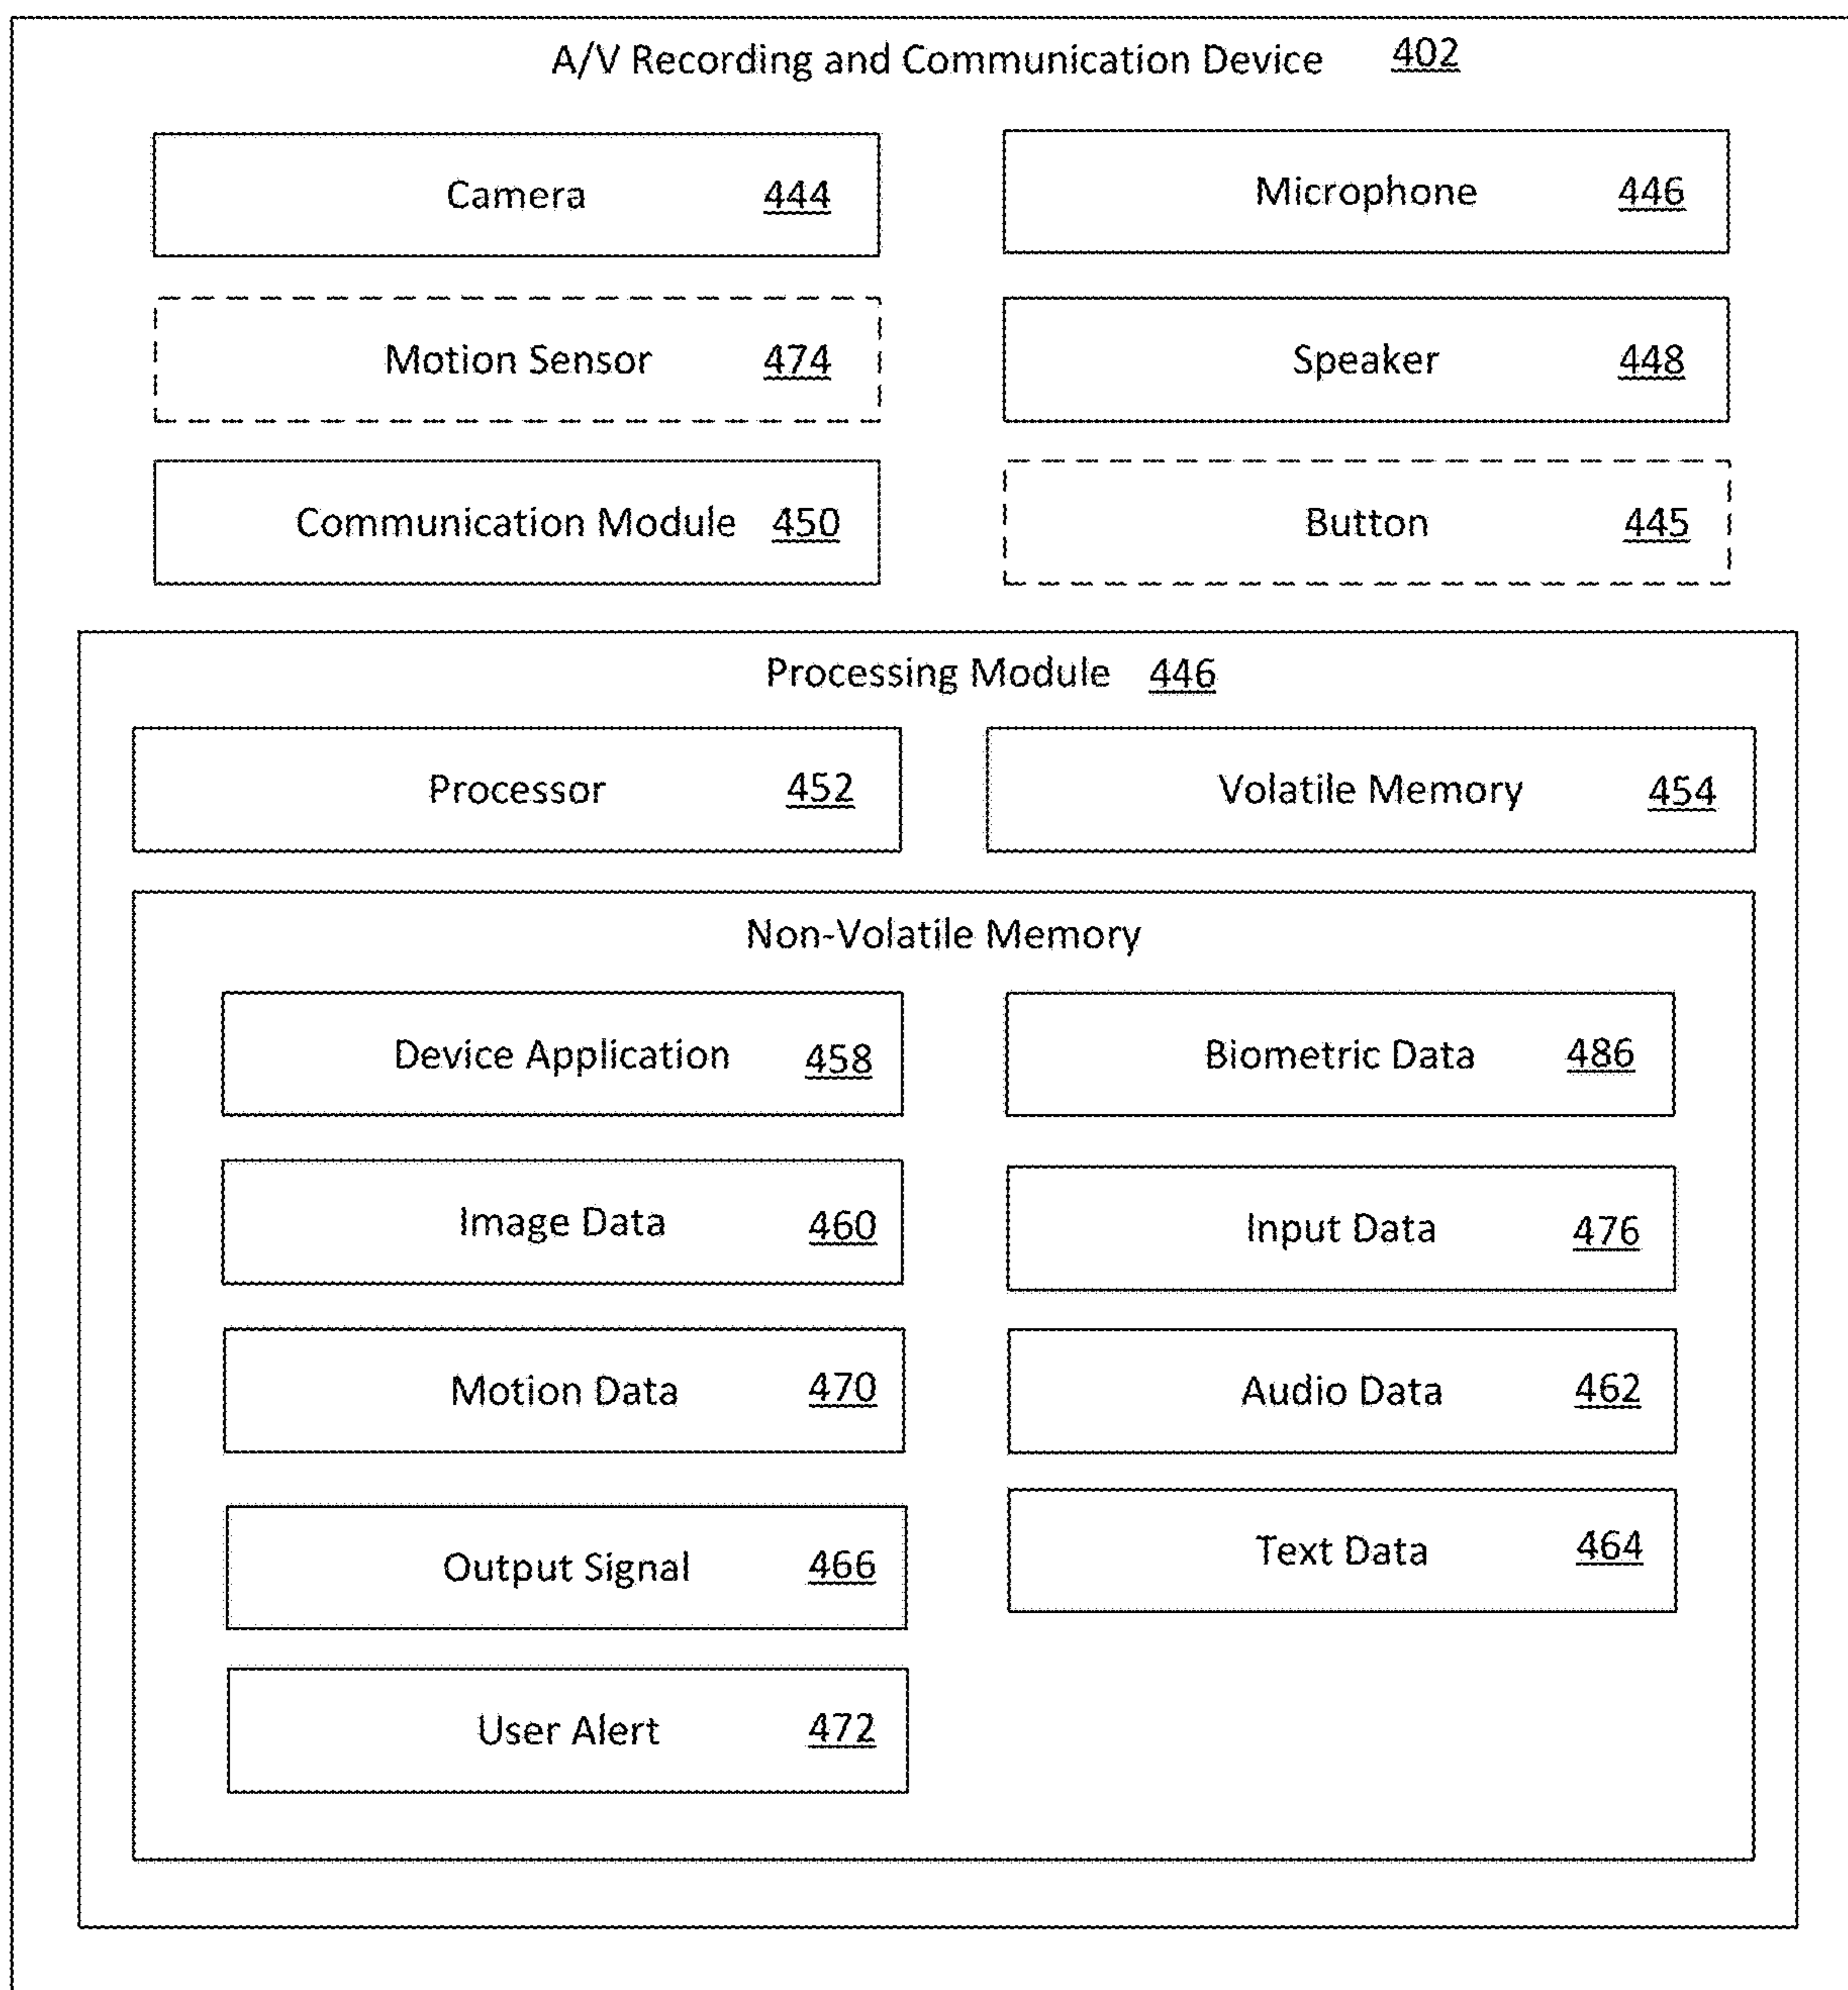 A/V Recording and Communication Device 402
Camera 444
Microphone 446
Motion Sensor 474
Speaker 448
Communication Module 450
Button 445
Processing Module 446
Processor 452
Volatile Memory 454
Non-Volatile Memory
Device Application 458
Biometric Data 486
Image Data 460
Input Data 476
Motion Data 470
Audio Data 462
Output Signal 466
Text Data 464
User Alert 472